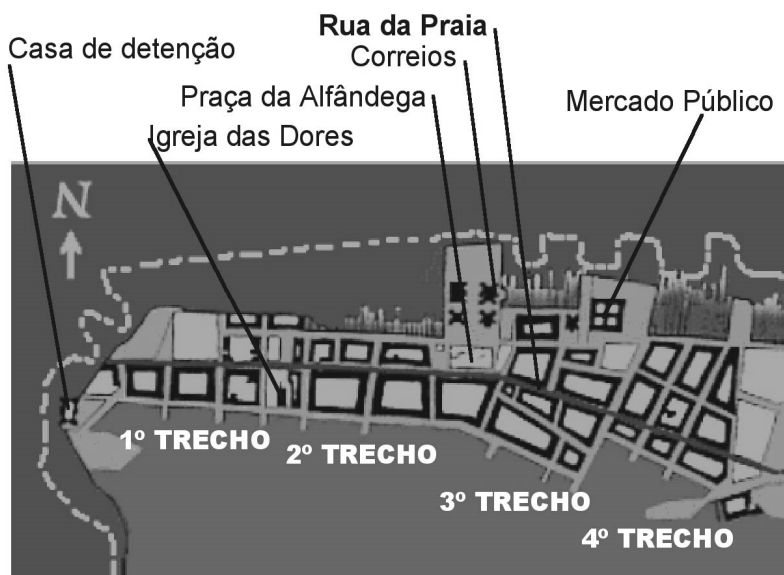 Rua da Praia
Casa de detenção
Correios
Praça da Alfândega
Mercado Público
Igreja das Dores
N
1º TRECHO
2º TRECHO
3º TRECHO
4º TRECHO